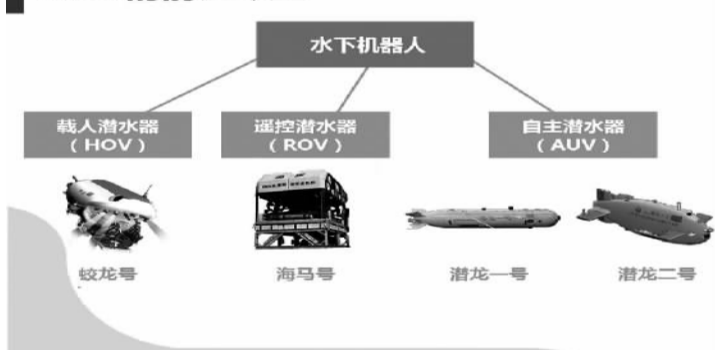 水下机器人
载人潜水器
（HOV）
遥控潜水器
（ROV）
自主潜水器
（AUV）
蛟龙号
海马号
潜龙一号
潜龙二号